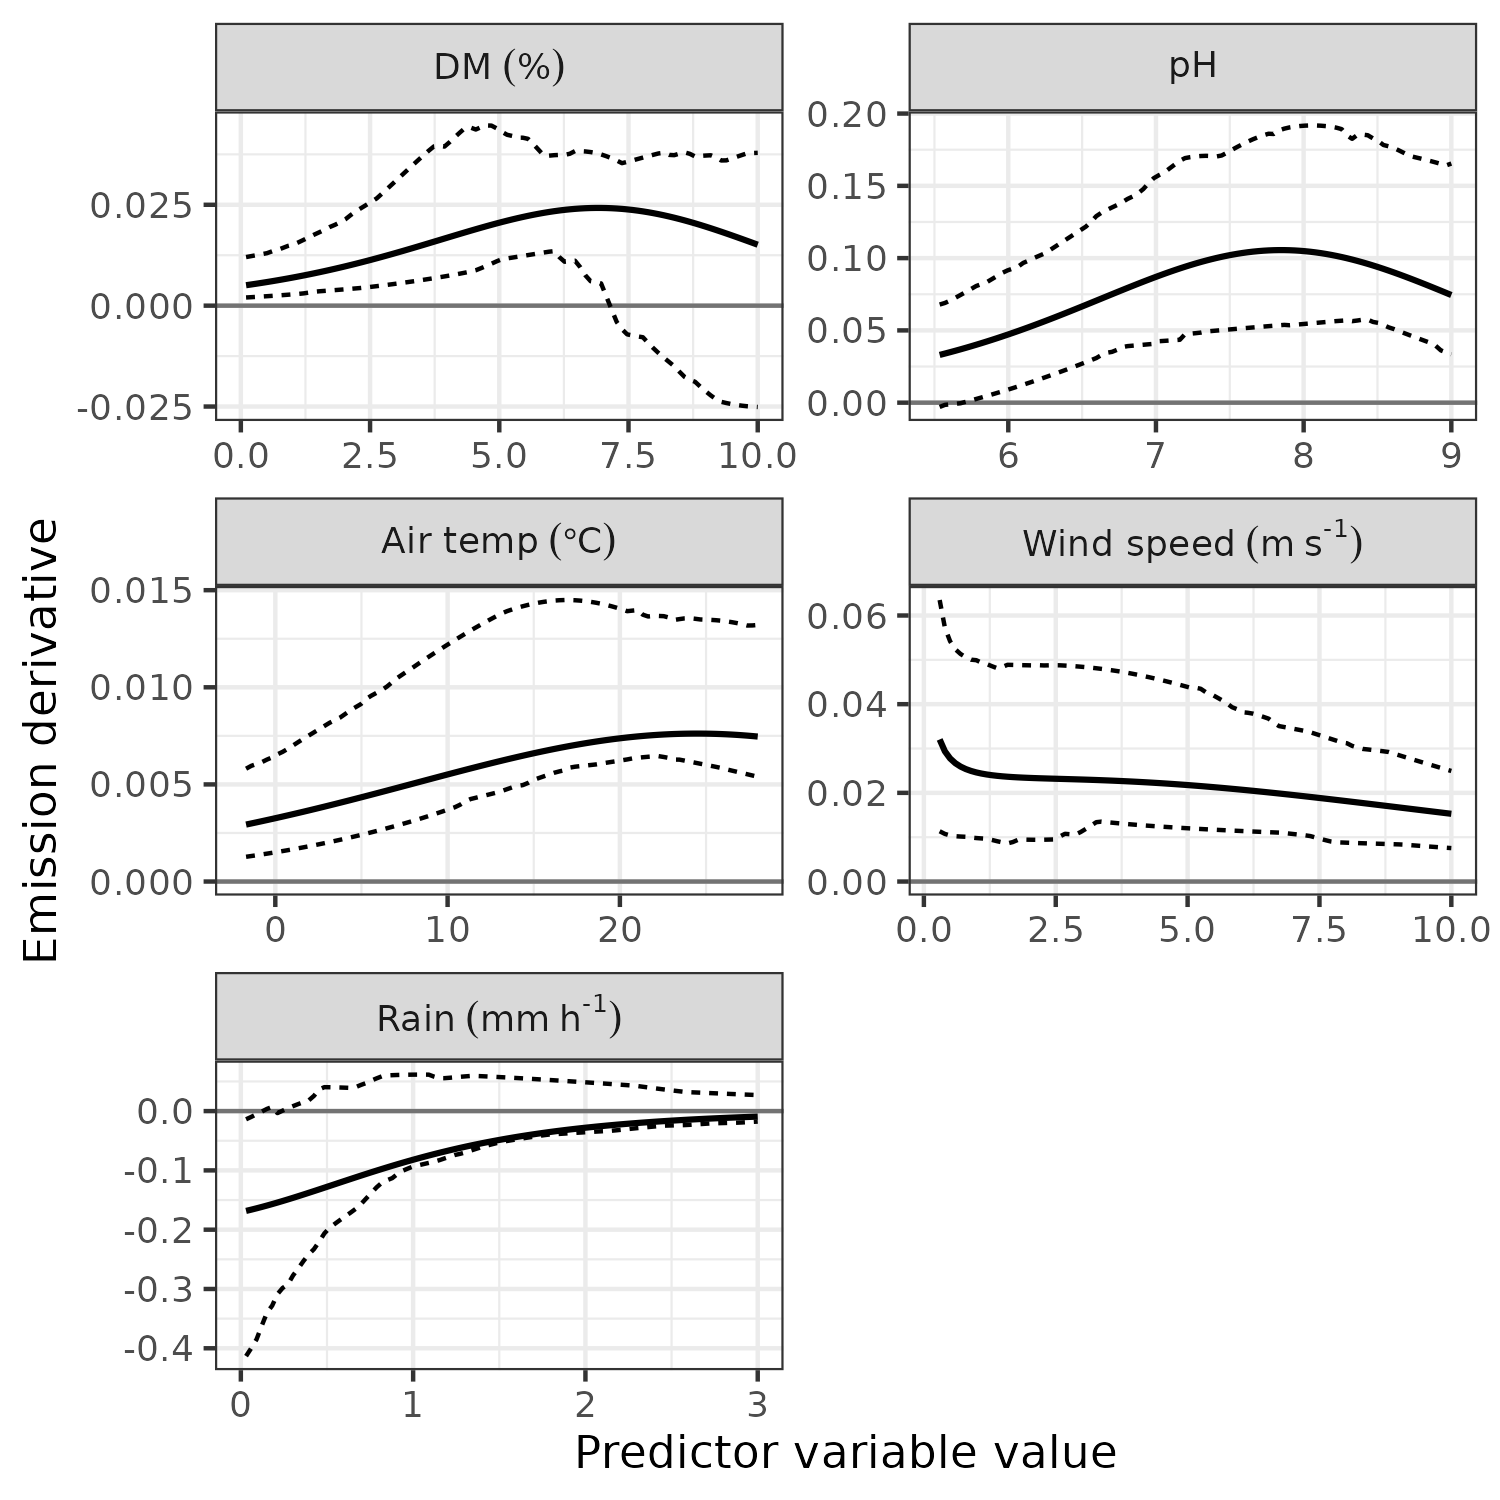 DM (%)
pH
0.025
0.000
-0.025
0.0 2.5 5.0 7.5 10.0
0.20
0.15
0.10
0.05
0.00
6 7 8 9
Air temp (°C)
Wind speed (m s⁻¹)
0.015
0.010
0.005
0.000
0 10 20
0.06
0.04
0.02
0.00
0.0 2.5 5.0 7.5 10.0
Emission derivative
Rain (mm h⁻¹)
0.0
-0.1
-0.2
-0.3
-0.4
0 1 2 3
Predictor variable value